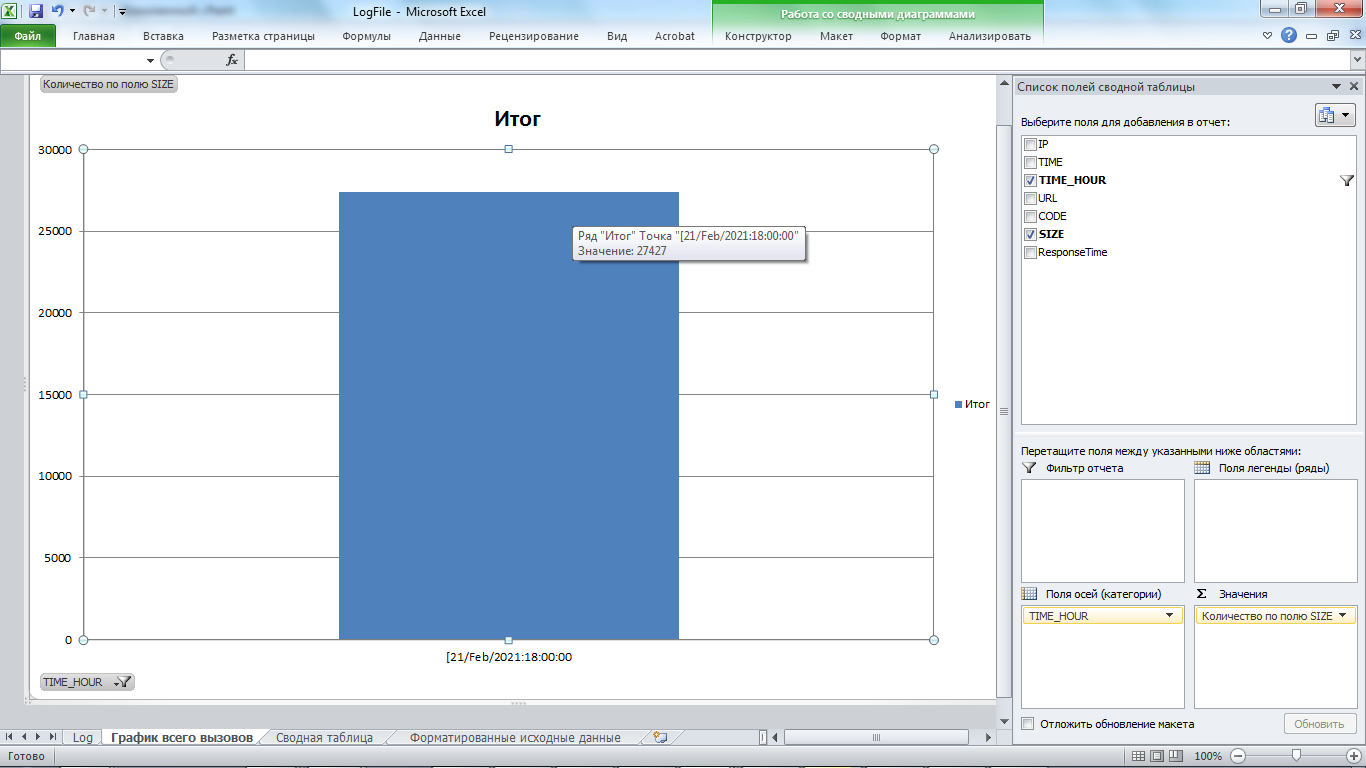 LogFile - Microsoft Excel
Работа со сводными диаграммами
Файл
Главная
Вставка
Разметка страницы
Формулы
Данные
Рецензирование
Вид
Acrobat
Конструктор
Макет
Формат
Анализировать
fx
Количество по полю SIZE
Итог
30000
25000
20000
15000
10000
5000
0
Ряд "Итог" Точка "[21/Feb/2021:18:00:00"
Значение: 27427
Итог
[21/Feb/2021:18:00:00
TIME_HOUR
Список полей сводной таблицы
Выберите поля для добавления в отчет:
IP
TIME
TIME_HOUR
URL
CODE
SIZE
ResponseTime
Перетащите поля между указанными ниже областями:
Фильтр отчета
Поля легенды (ряды)
Поля осей (категории)
Σ Значения
TIME_HOUR
Количество по полю SIZE
Отложить обновление макета
Обновить
Log
График всего вызовов
Сводная таблица
Форматированные исходные данные
Готово
100%